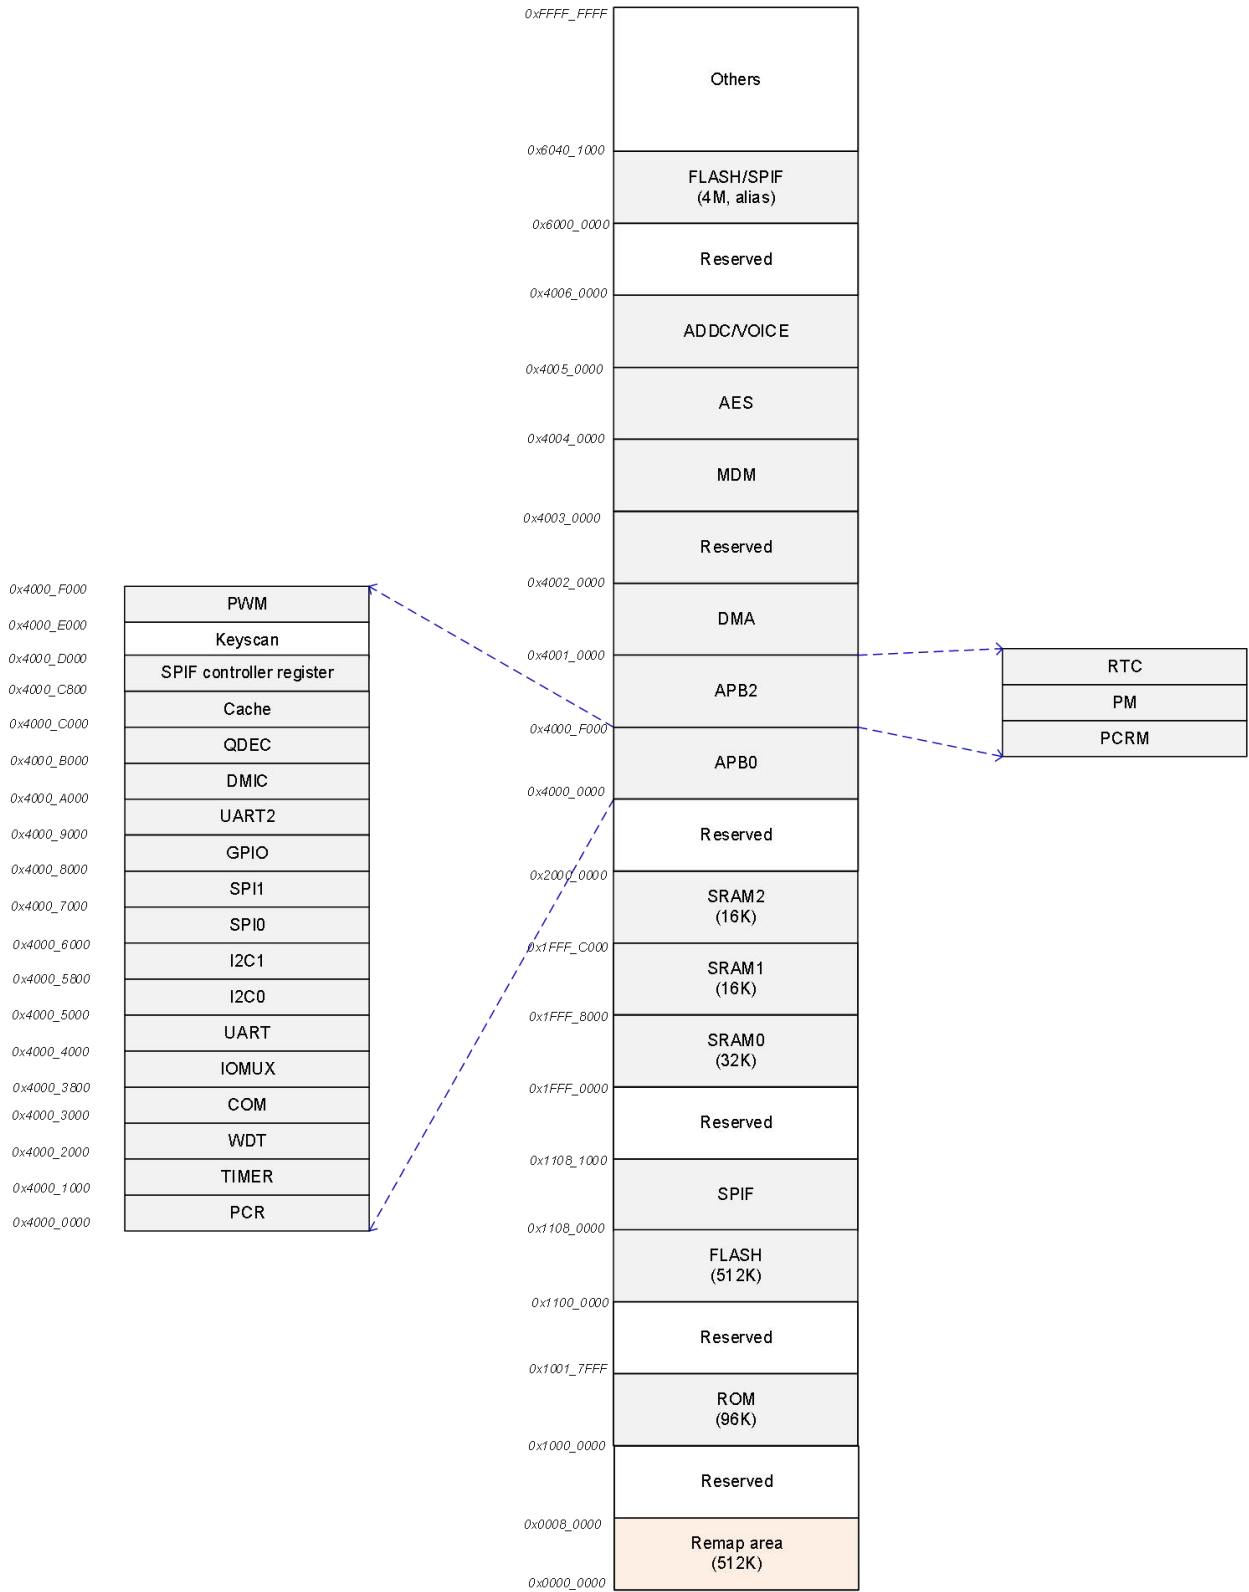 0xFFFF_FFFF
Others
0x6040_1000
FLASH/SPIF
(4M, alias)
0x6000_0000
Reserved
0x4006_0000
ADDC/VOICE
0x4005_0000
AES
0x4004_0000
MDM
0x4003_0000
Reserved
0x4002_0000
DMA
0x4001_0000
APB2
0x4000_F000
APB0
0x4000_0000
Reserved
0x2000_0000
SRAM2
(16K)
0x1FFF_C000
SRAM1
(16K)
0x1FFF_8000
SRAM0
(32K)
0x1FFF_0000
Reserved
0x1108_1000
SPIF
0x1108_0000
FLASH
(512K)
0x1100_0000
Reserved
0x1001_7FFF
ROM
(96K)
0x1000_0000
Reserved
0x0008_0000
Remap area
(512K)
0x0000_0000
0x4000_F000
PWM
0x4000_E000
Keyscan
0x4000_D000
SPIF controller register
0x4000_C800
Cache
0x4000_C000
QDEC
0x4000_B000
DMIC
0x4000_A000
UART2
0x4000_9000
GPIO
0x4000_8000
SPI1
0x4000_7000
SPI0
0x4000_6000
I2C1
0x4000_5800
I2C0
0x4000_5000
UART
0x4000_4000
IOMUX
0x4000_3800
COM
0x4000_3000
WDT
0x4000_2000
TIMER
0x4000_1000
PCR
0x4000_0000
RTC
PM
PCRM